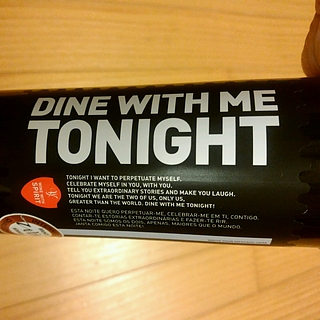 DINE WITH ME
TONIGHT
TONIGHT I WANT TO PERPETUATE MYSELF.
CELEBRATE MYSELF IN YOU, WITH YOU.
TELL YOU EXTRAORDINARY STORIES AND MAKE YOU LAUGH.
TONIGHT WE ARE THE TWO OF US, ONLY US,
GREATER THAN THE WORLD. DINE WITH ME TONIGHT!
SPIRIT
ESTA NOITE QUERO PERPETUAR-ME, CELEBRAR-ME EM TI, CONTIGO.
CONTAR-TE ESTÓRIAS EXTRAORDINÁRIAS E FAZER-TE RIR.
ESTA NOITE SOMOS OS DOIS, APENAS, MAIORES QUE O MUNDO.
JANTA COMIGO ESTA NOITE!